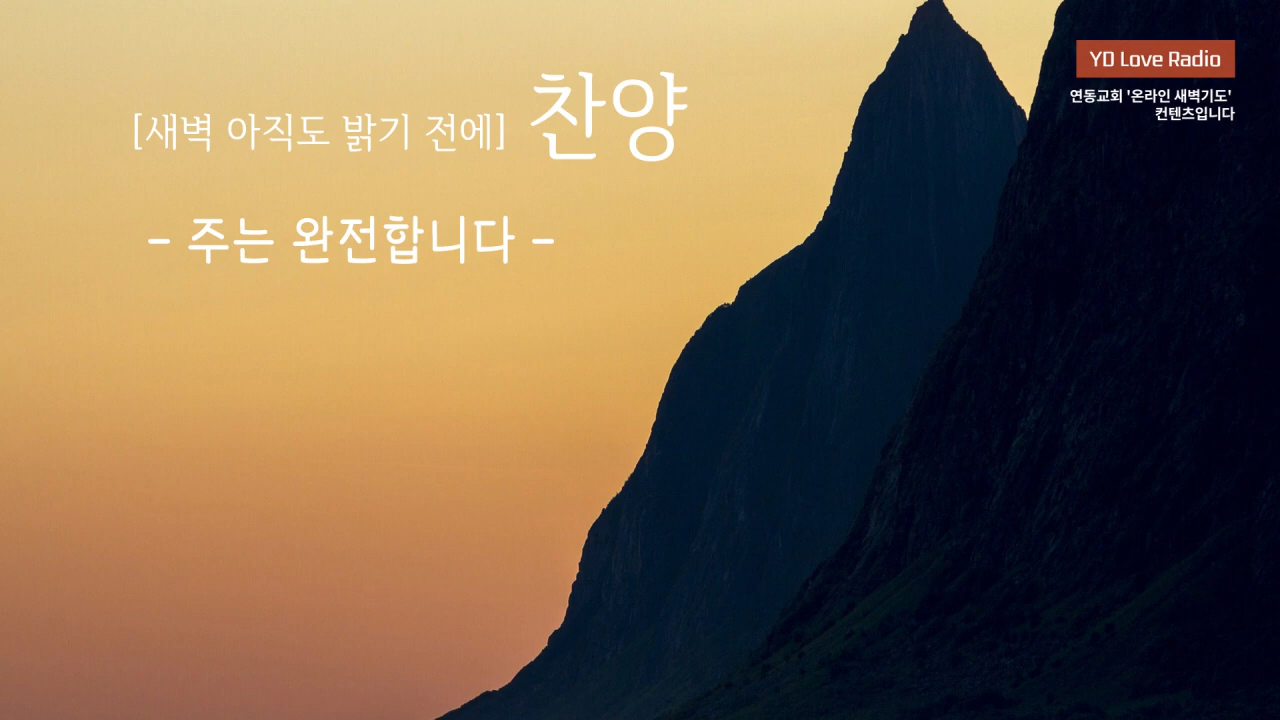 [새벽 아직도 밝기 전에] 찬양
- 주는 완전합니다 -
YD Love Radio
연동교회 '온라인 새벽기도'
컨텐츠입니다